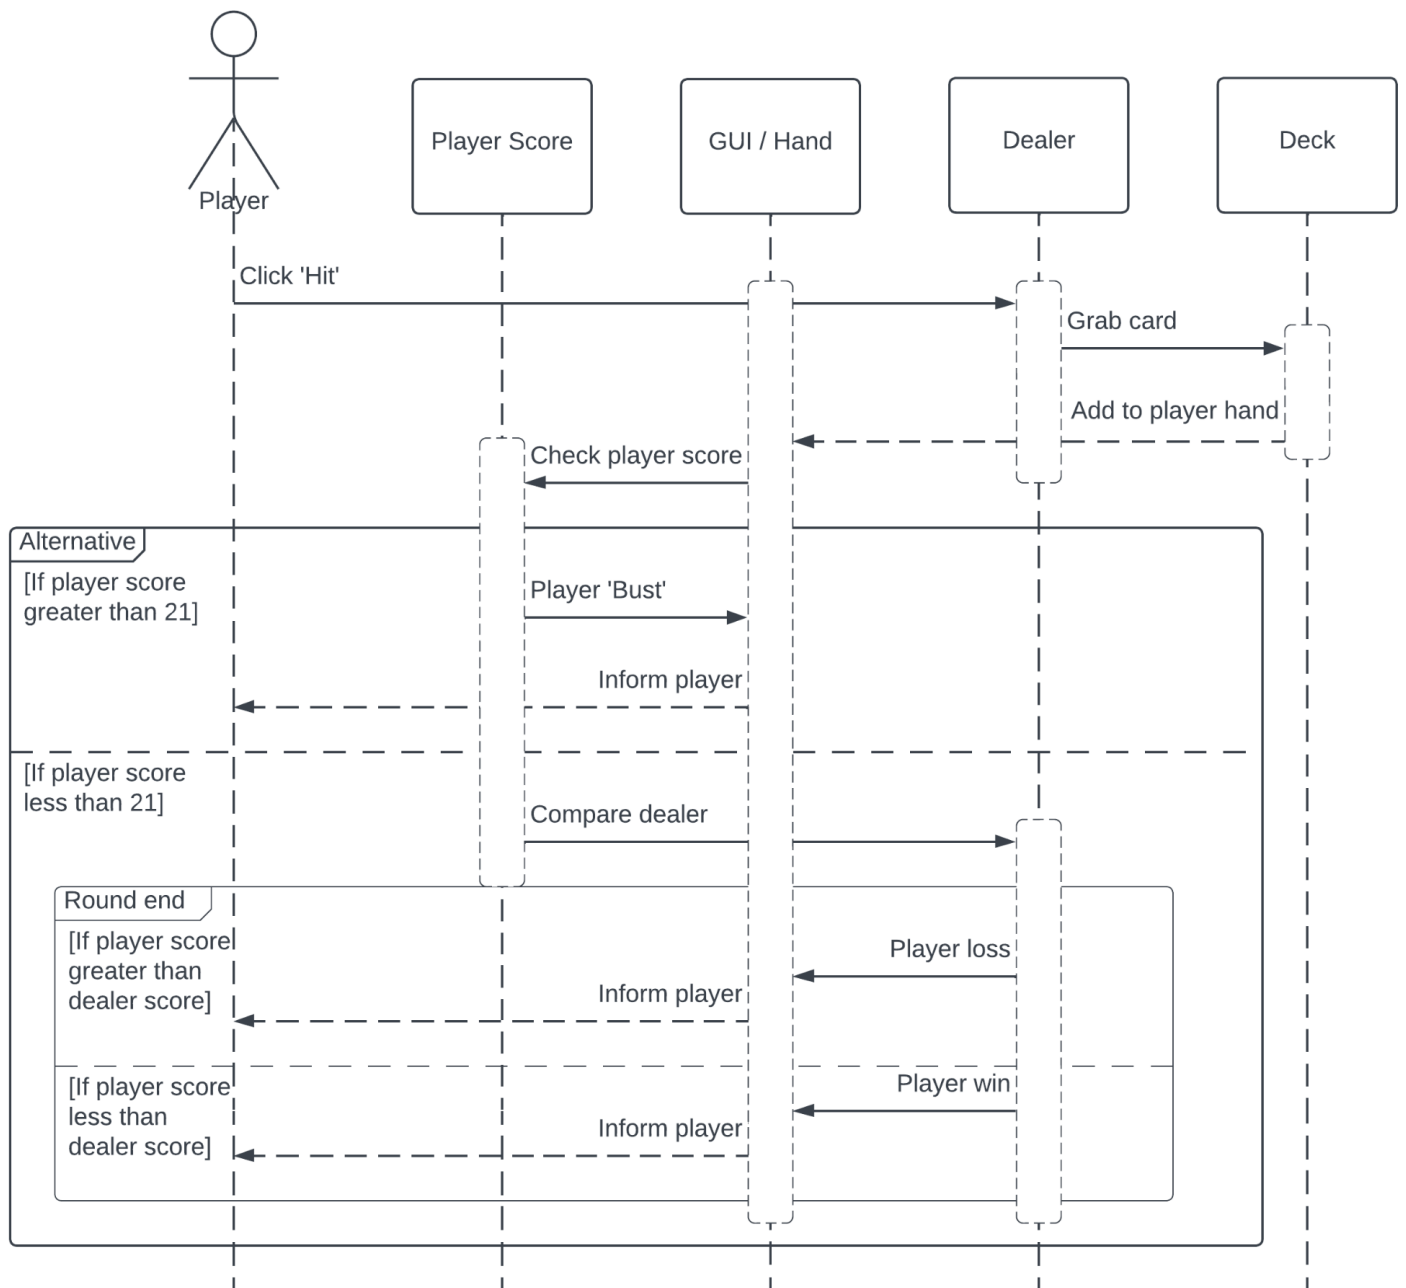 Player
Player Score
GUI / Hand
Dealer
Deck
Click 'Hit'
Grab card
Add to player hand
Check player score
Alternative
[If player score
greater than 21]
Player 'Bust'
Inform player
[If player score
less than 21]
Compare dealer
Round end
[If player score
greater than
dealer score]
Player loss
Inform player
[If player score
less than
dealer score]
Player win
Inform player